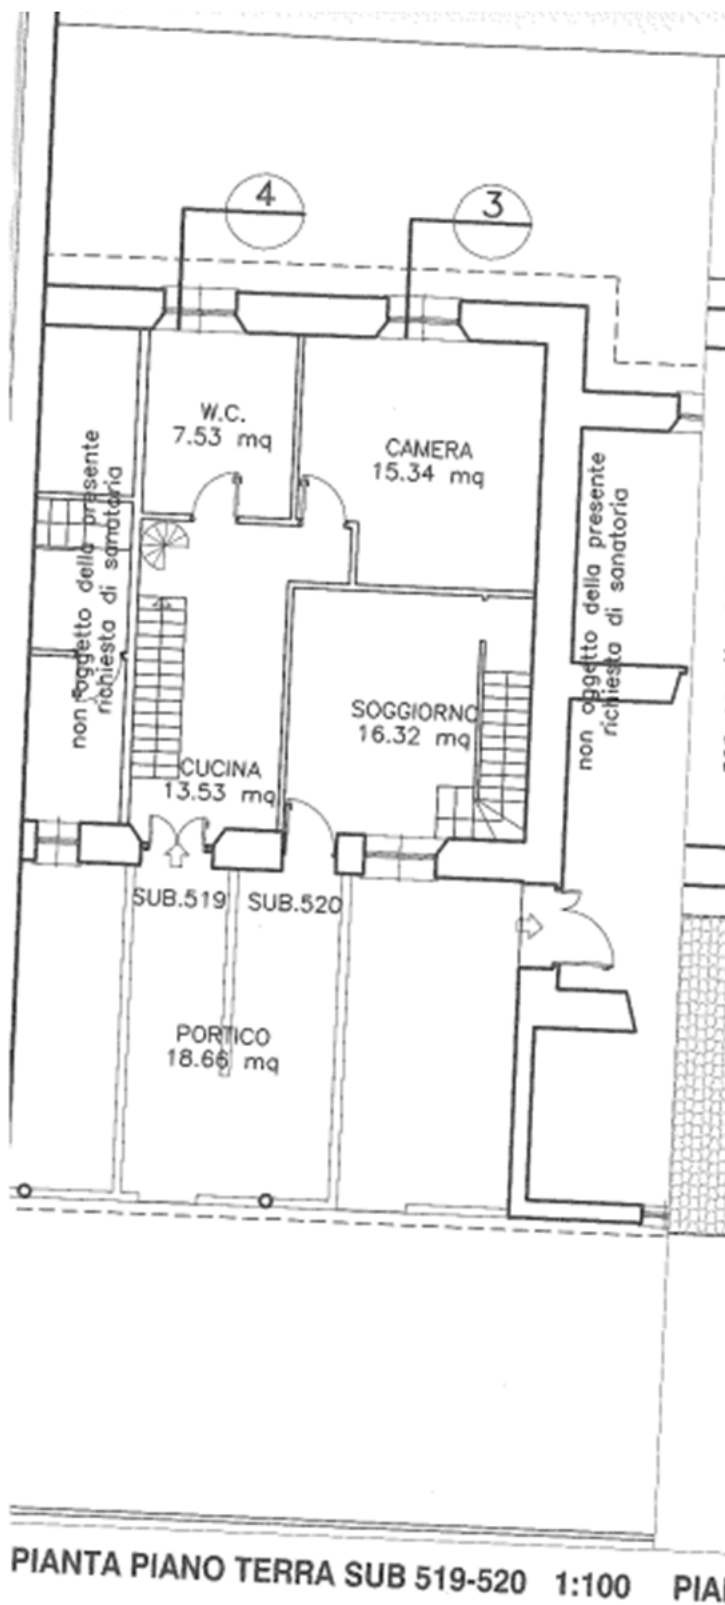 4
3
W.C.
7.53 mq
CAMERA
15.34 mq
non oggetto della presente
richiesta di sanatoria
non oggetto della presente
richiesta di sanatoria
SOGGIORNO
16.32 mq
CUCINA
13.53 mq
SUB.519
SUB.520
PORTICO
18.66 mq
PIANTA PIANO TERRA SUB 519-520 1:100